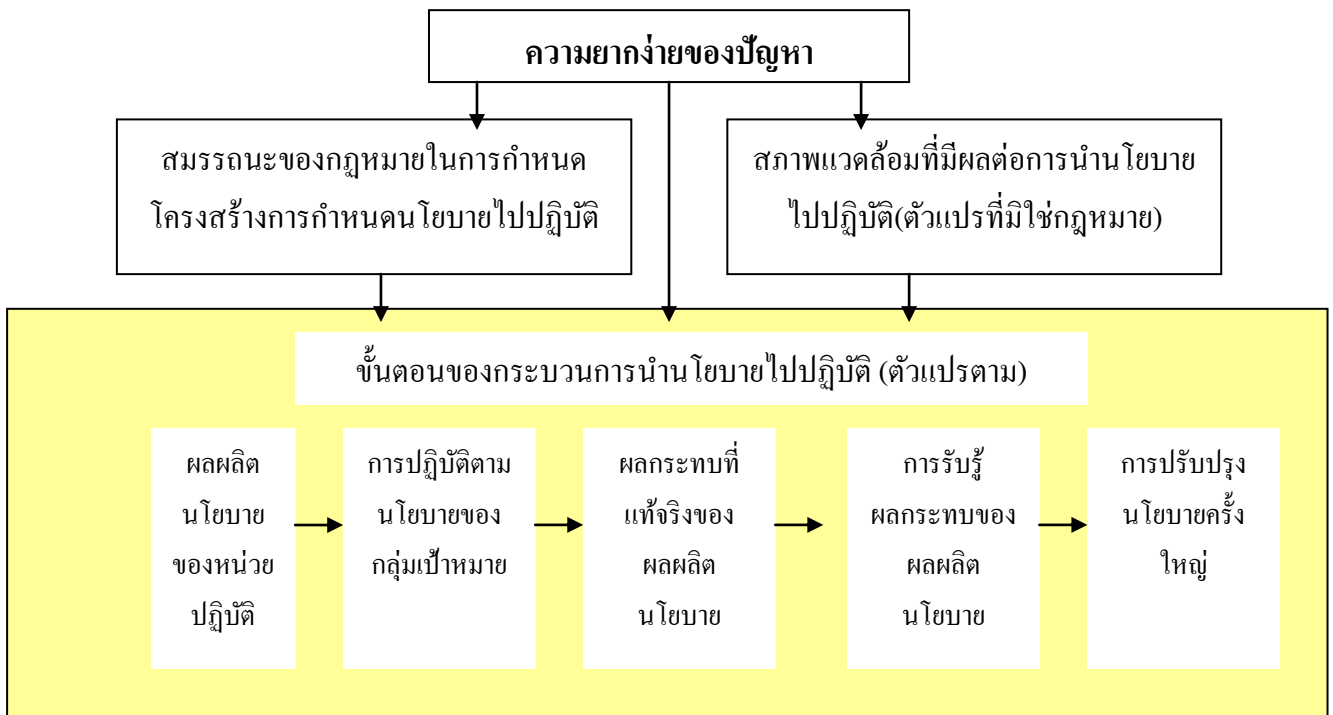 ความยากง่ายของปัญหา
สมรรถนะของกฎหมายในการกำหนด
โครงสร้างการกำหนดนโยบายไปปฏิบัติ
สภาพแวดล้อมที่มีผลต่อการนำนโยบาย
ไปปฏิบัติ(ตัวแปรที่มิใช่กฎหมาย)
ขั้นตอนของกระบวนการนำนโยบายไปปฏิบัติ (ตัวแปรตาม)
ผลผลิต
นโยบาย
ของหน่วย
ปฏิบัติ
การปฏิบัติตาม
นโยบายของ
กลุ่มเป้าหมาย
ผลกระทบที่
แท้จริงของ
ผลผลิต
นโยบาย
การรับรู้
ผลกระทบของ
ผลผลิต
นโยบาย
การปรับปรุง
นโยบายครั้ง
ใหญ่